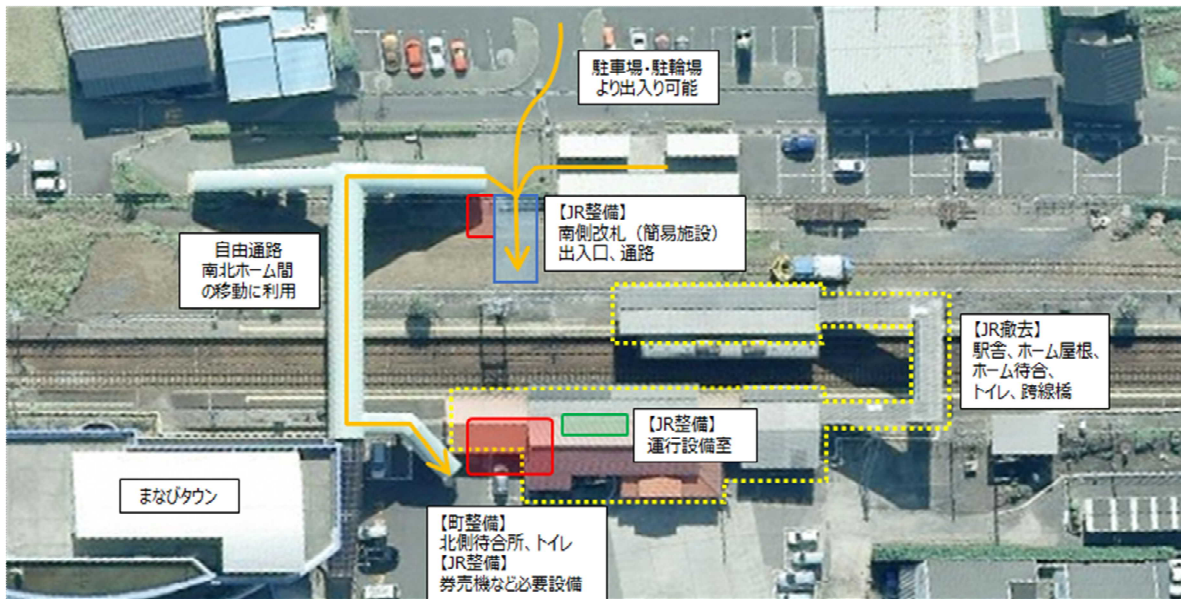 駐車場・駐輪場
より出入り可能
【JR整備】
南側改札（簡易施設）
出入口、通路
自由通路
南北ホーム間
の移動に利用
【JR撤去】
駅舎、ホーム屋根、
ホーム待合、
トイレ、跨線橋
【JR整備】
運行設備室
まなびタウン
【町整備】
北側待合所、トイレ
【JR整備】
券売機など必要設備